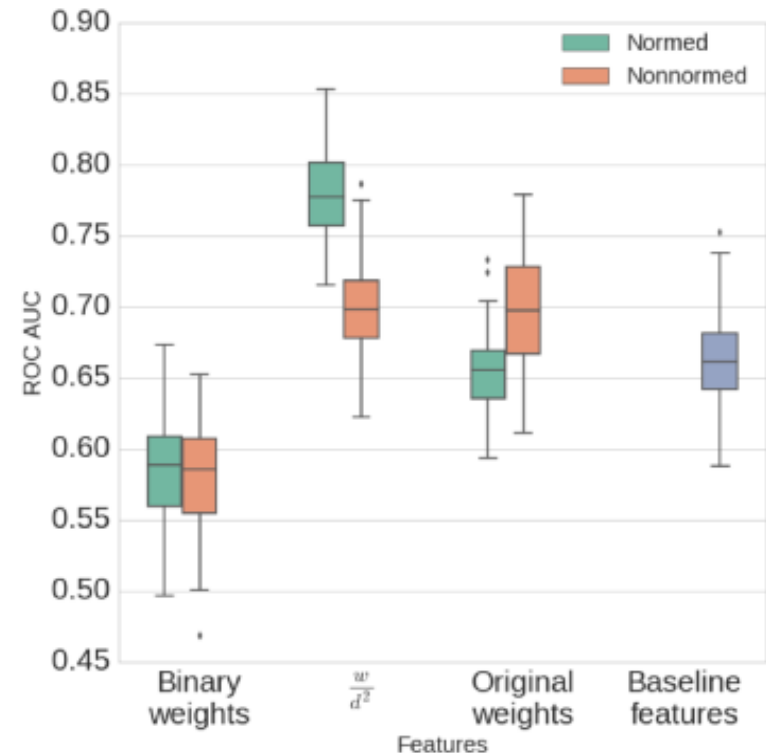 0.90
Normed
Nonnormed
0.85
0.80
0.75
0.70
ROC AUC
0.65
0.60
0.55
0.50
0.45
Binary weights
w/d²
Original weights
Baseline features
Features